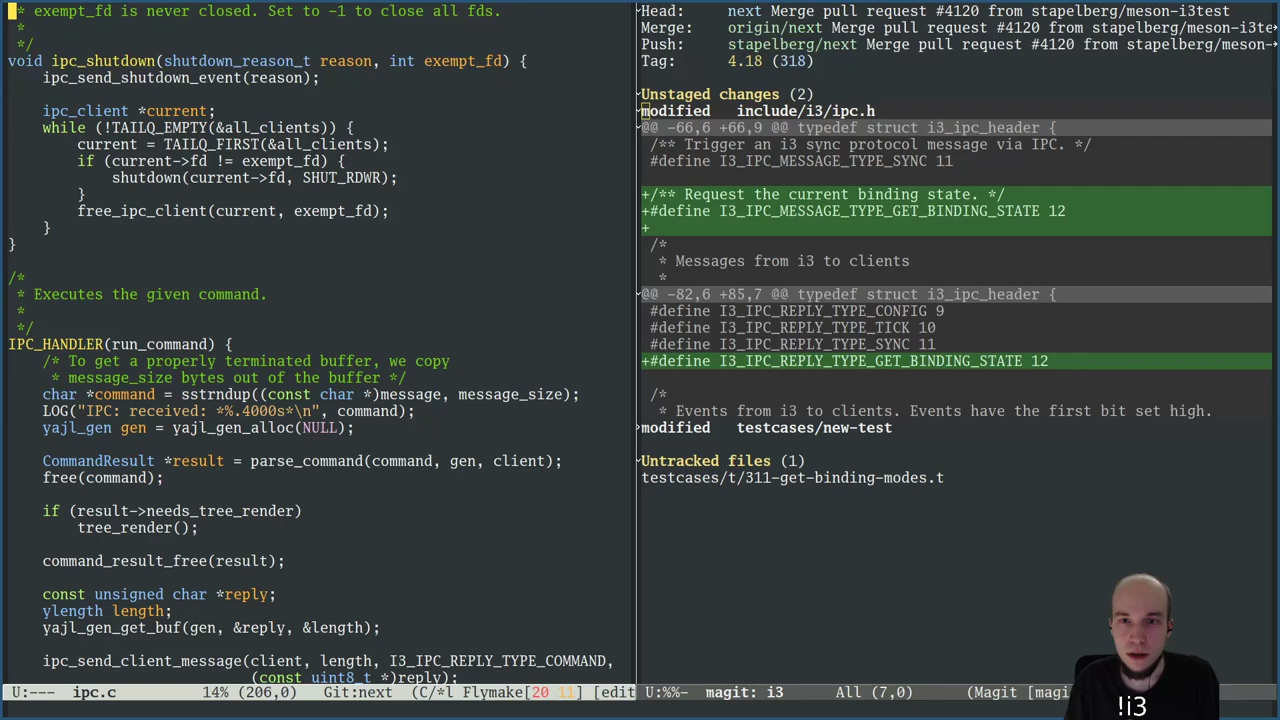 * exempt_fd is never closed. Set to -1 to close all fds.
 *
 */
void ipc_shutdown(shutdown_reason_t reason, int exempt_fd) {
    ipc_send_shutdown_event(reason);
    ipc_client *current;
    while (!TAILQ_EMPTY(&all_clients)) {
        current = TAILQ_FIRST(&all_clients);
        if (current->fd != exempt_fd) {
            shutdown(current->fd, SHUT_RDWR);
        }
        free_ipc_client(current, exempt_fd);
    }
}
/*
 * Executes the given command.
 *
 */
IPC_HANDLER(run_command) {
    /* To get a properly terminated buffer, we copy
     * message_size bytes out of the buffer */
    char *command = sstrndup((const char *)message, message_size);
    LOG("IPC: received: *%.4000s*\n", command);
    yajl_gen gen = yajl_gen_alloc(NULL);
    CommandResult *result = parse_command(command, gen, client);
    free(command);
    if (result->needs_tree_render)
        tree_render();
    command_result_free(result);
    const unsigned char *reply;
    ylength length;
    yajl_gen_get_buf(gen, &reply, &length);
    ipc_send_client_message(client, length, I3_IPC_REPLY_TYPE_COMMAND,
                            (const uint8_t *)reply);
U:---  ipc.c          14% (206,0)    Git:next  (C/*l Flymake[20 11] [edit
Head:     next Merge pull request #4120 from stapelberg/meson-i3test
Merge:    origin/next Merge pull request #4120 from stapelberg/meson-i3te
Push:     stapelberg/next Merge pull request #4120 from stapelberg/meson-
Tag:      4.18 (318)
Unstaged changes (2)
modified   include/i3/ipc.h
@@ -66,6 +66,9 @@ typedef struct i3_ipc_header {
 /** Trigger an i3 sync protocol message via IPC. */
 #define I3_IPC_MESSAGE_TYPE_SYNC 11
+/** Request the current binding state. */
+#define I3_IPC_MESSAGE_TYPE_GET_BINDING_STATE 12
+
 /*
  * Messages from i3 to clients
  *
@@ -82,6 +85,7 @@ typedef struct i3_ipc_header {
 #define I3_IPC_REPLY_TYPE_CONFIG 9
 #define I3_IPC_REPLY_TYPE_TICK 10
 #define I3_IPC_REPLY_TYPE_SYNC 11
+#define I3_IPC_REPLY_TYPE_GET_BINDING_STATE 12
 /*
  * Events from i3 to clients. Events have the first bit set high.
modified   testcases/new-test
Untracked files (1)
testcases/t/311-get-binding-modes.t
U:%%-  magit: i3      All (7,0)      (Magit [mag
!i3